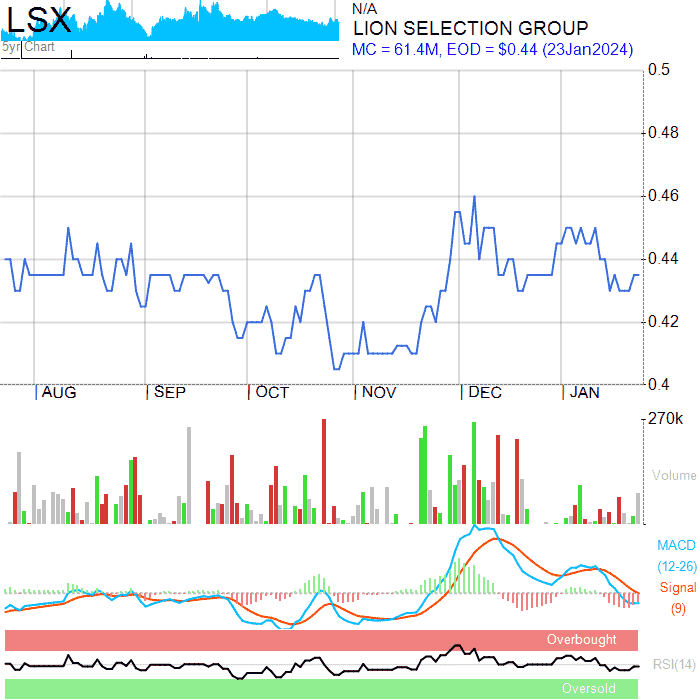 LSX
N/A
LION SELECTION GROUP
5yr Chart
MC = 61.4M, EOD = $0.44 (23Jan2024)
0.5
0.48
0.46
0.44
0.42
0.4
AUG SEP OCT NOV DEC JAN
270k
Volume
MACD
(12-26)
Signal
(9)
Overbought
RSI(14)
Oversold